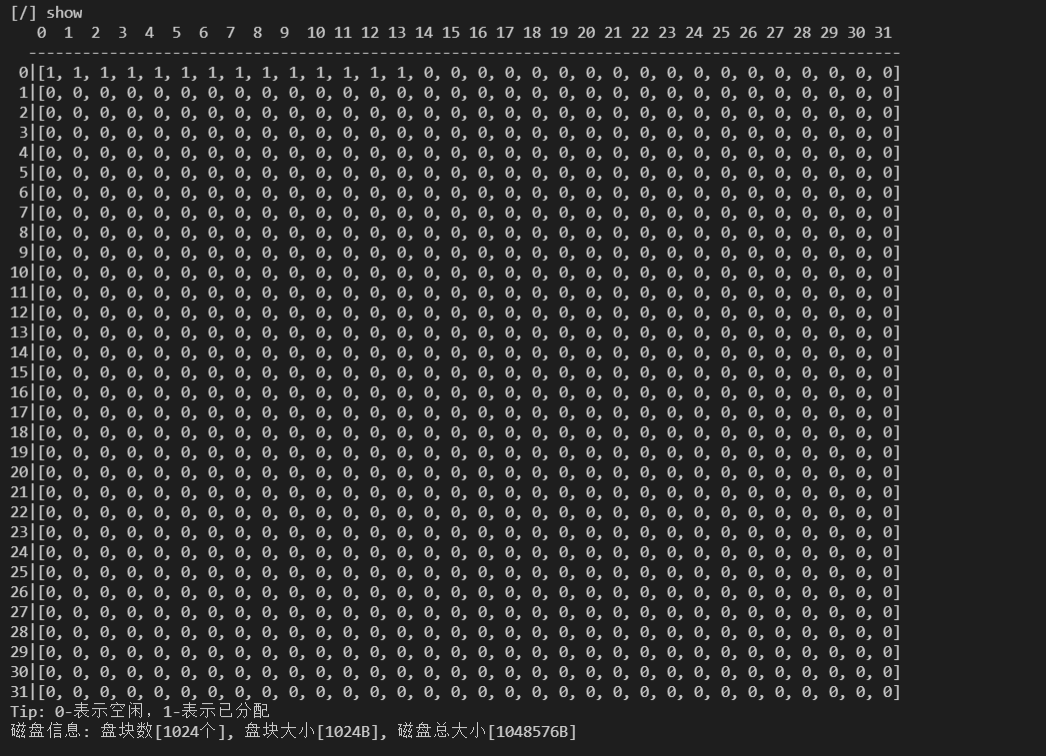 [/] show
0 1 2 3 4 5 6 7 8 9 10 11 12 13 14 15 16 17 18 19 20 21 22 23 24 25 26 27 28 29 30 31
---------------------------------------------------------------------------------------------
0|[1, 1, 1, 1, 1, 1, 1, 1, 1, 1, 1, 1, 1, 1, 0, 0, 0, 0, 0, 0, 0, 0, 0, 0, 0, 0, 0, 0, 0, 0, 0, 0]
1|[0, 0, 0, 0, 0, 0, 0, 0, 0, 0, 0, 0, 0, 0, 0, 0, 0, 0, 0, 0, 0, 0, 0, 0, 0, 0, 0, 0, 0, 0, 0, 0]
2|[0, 0, 0, 0, 0, 0, 0, 0, 0, 0, 0, 0, 0, 0, 0, 0, 0, 0, 0, 0, 0, 0, 0, 0, 0, 0, 0, 0, 0, 0, 0, 0]
3|[0, 0, 0, 0, 0, 0, 0, 0, 0, 0, 0, 0, 0, 0, 0, 0, 0, 0, 0, 0, 0, 0, 0, 0, 0, 0, 0, 0, 0, 0, 0, 0]
4|[0, 0, 0, 0, 0, 0, 0, 0, 0, 0, 0, 0, 0, 0, 0, 0, 0, 0, 0, 0, 0, 0, 0, 0, 0, 0, 0, 0, 0, 0, 0, 0]
5|[0, 0, 0, 0, 0, 0, 0, 0, 0, 0, 0, 0, 0, 0, 0, 0, 0, 0, 0, 0, 0, 0, 0, 0, 0, 0, 0, 0, 0, 0, 0, 0]
6|[0, 0, 0, 0, 0, 0, 0, 0, 0, 0, 0, 0, 0, 0, 0, 0, 0, 0, 0, 0, 0, 0, 0, 0, 0, 0, 0, 0, 0, 0, 0, 0]
7|[0, 0, 0, 0, 0, 0, 0, 0, 0, 0, 0, 0, 0, 0, 0, 0, 0, 0, 0, 0, 0, 0, 0, 0, 0, 0, 0, 0, 0, 0, 0, 0]
8|[0, 0, 0, 0, 0, 0, 0, 0, 0, 0, 0, 0, 0, 0, 0, 0, 0, 0, 0, 0, 0, 0, 0, 0, 0, 0, 0, 0, 0, 0, 0, 0]
9|[0, 0, 0, 0, 0, 0, 0, 0, 0, 0, 0, 0, 0, 0, 0, 0, 0, 0, 0, 0, 0, 0, 0, 0, 0, 0, 0, 0, 0, 0, 0, 0]
10|[0, 0, 0, 0, 0, 0, 0, 0, 0, 0, 0, 0, 0, 0, 0, 0, 0, 0, 0, 0, 0, 0, 0, 0, 0, 0, 0, 0, 0, 0, 0, 0]
11|[0, 0, 0, 0, 0, 0, 0, 0, 0, 0, 0, 0, 0, 0, 0, 0, 0, 0, 0, 0, 0, 0, 0, 0, 0, 0, 0, 0, 0, 0, 0, 0]
12|[0, 0, 0, 0, 0, 0, 0, 0, 0, 0, 0, 0, 0, 0, 0, 0, 0, 0, 0, 0, 0, 0, 0, 0, 0, 0, 0, 0, 0, 0, 0, 0]
13|[0, 0, 0, 0, 0, 0, 0, 0, 0, 0, 0, 0, 0, 0, 0, 0, 0, 0, 0, 0, 0, 0, 0, 0, 0, 0, 0, 0, 0, 0, 0, 0]
14|[0, 0, 0, 0, 0, 0, 0, 0, 0, 0, 0, 0, 0, 0, 0, 0, 0, 0, 0, 0, 0, 0, 0, 0, 0, 0, 0, 0, 0, 0, 0, 0]
15|[0, 0, 0, 0, 0, 0, 0, 0, 0, 0, 0, 0, 0, 0, 0, 0, 0, 0, 0, 0, 0, 0, 0, 0, 0, 0, 0, 0, 0, 0, 0, 0]
16|[0, 0, 0, 0, 0, 0, 0, 0, 0, 0, 0, 0, 0, 0, 0, 0, 0, 0, 0, 0, 0, 0, 0, 0, 0, 0, 0, 0, 0, 0, 0, 0]
17|[0, 0, 0, 0, 0, 0, 0, 0, 0, 0, 0, 0, 0, 0, 0, 0, 0, 0, 0, 0, 0, 0, 0, 0, 0, 0, 0, 0, 0, 0, 0, 0]
18|[0, 0, 0, 0, 0, 0, 0, 0, 0, 0, 0, 0, 0, 0, 0, 0, 0, 0, 0, 0, 0, 0, 0, 0, 0, 0, 0, 0, 0, 0, 0, 0]
19|[0, 0, 0, 0, 0, 0, 0, 0, 0, 0, 0, 0, 0, 0, 0, 0, 0, 0, 0, 0, 0, 0, 0, 0, 0, 0, 0, 0, 0, 0, 0, 0]
20|[0, 0, 0, 0, 0, 0, 0, 0, 0, 0, 0, 0, 0, 0, 0, 0, 0, 0, 0, 0, 0, 0, 0, 0, 0, 0, 0, 0, 0, 0, 0, 0]
21|[0, 0, 0, 0, 0, 0, 0, 0, 0, 0, 0, 0, 0, 0, 0, 0, 0, 0, 0, 0, 0, 0, 0, 0, 0, 0, 0, 0, 0, 0, 0, 0]
22|[0, 0, 0, 0, 0, 0, 0, 0, 0, 0, 0, 0, 0, 0, 0, 0, 0, 0, 0, 0, 0, 0, 0, 0, 0, 0, 0, 0, 0, 0, 0, 0]
23|[0, 0, 0, 0, 0, 0, 0, 0, 0, 0, 0, 0, 0, 0, 0, 0, 0, 0, 0, 0, 0, 0, 0, 0, 0, 0, 0, 0, 0, 0, 0, 0]
24|[0, 0, 0, 0, 0, 0, 0, 0, 0, 0, 0, 0, 0, 0, 0, 0, 0, 0, 0, 0, 0, 0, 0, 0, 0, 0, 0, 0, 0, 0, 0, 0]
25|[0, 0, 0, 0, 0, 0, 0, 0, 0, 0, 0, 0, 0, 0, 0, 0, 0, 0, 0, 0, 0, 0, 0, 0, 0, 0, 0, 0, 0, 0, 0, 0]
26|[0, 0, 0, 0, 0, 0, 0, 0, 0, 0, 0, 0, 0, 0, 0, 0, 0, 0, 0, 0, 0, 0, 0, 0, 0, 0, 0, 0, 0, 0, 0, 0]
27|[0, 0, 0, 0, 0, 0, 0, 0, 0, 0, 0, 0, 0, 0, 0, 0, 0, 0, 0, 0, 0, 0, 0, 0, 0, 0, 0, 0, 0, 0, 0, 0]
28|[0, 0, 0, 0, 0, 0, 0, 0, 0, 0, 0, 0, 0, 0, 0, 0, 0, 0, 0, 0, 0, 0, 0, 0, 0, 0, 0, 0, 0, 0, 0, 0]
29|[0, 0, 0, 0, 0, 0, 0, 0, 0, 0, 0, 0, 0, 0, 0, 0, 0, 0, 0, 0, 0, 0, 0, 0, 0, 0, 0, 0, 0, 0, 0, 0]
30|[0, 0, 0, 0, 0, 0, 0, 0, 0, 0, 0, 0, 0, 0, 0, 0, 0, 0, 0, 0, 0, 0, 0, 0, 0, 0, 0, 0, 0, 0, 0, 0]
31|[0, 0, 0, 0, 0, 0, 0, 0, 0, 0, 0, 0, 0, 0, 0, 0, 0, 0, 0, 0, 0, 0, 0, 0, 0, 0, 0, 0, 0, 0, 0, 0]
Tip: 0-表示空闲，1-表示已分配
磁盘信息: 盘块数[1024个], 盘块大小[1024B], 磁盘总大小[1048576B]